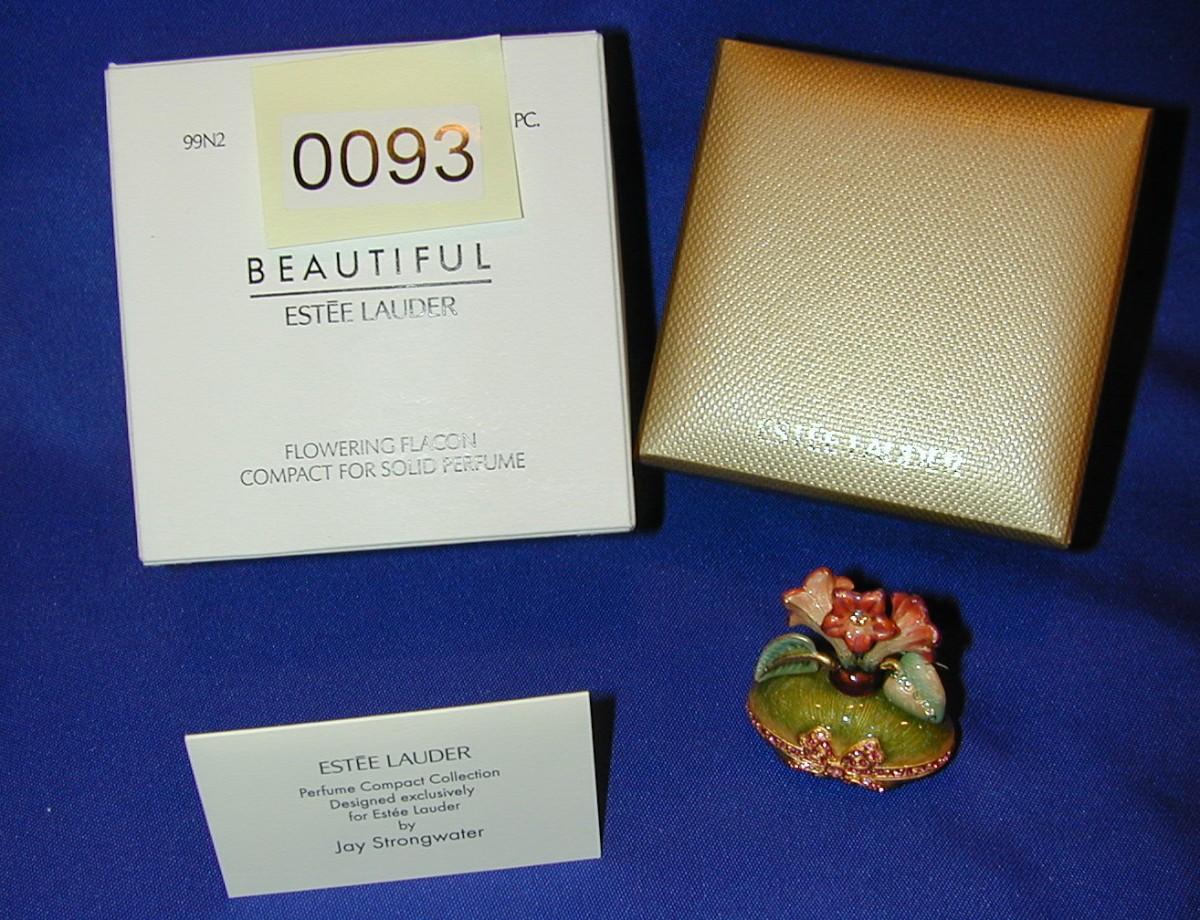 99N2
0093
PC.
BEAUTIFUL
ESTĒE LAUDER
FLOWERING FLACON
COMPACT FOR SOLID PERFUME
ESTĒE LAUDER
ESTĒE LAUDER
Perfume Compact Collection
Designed exclusively
for Estée Lauder
by
Jay Strongwater